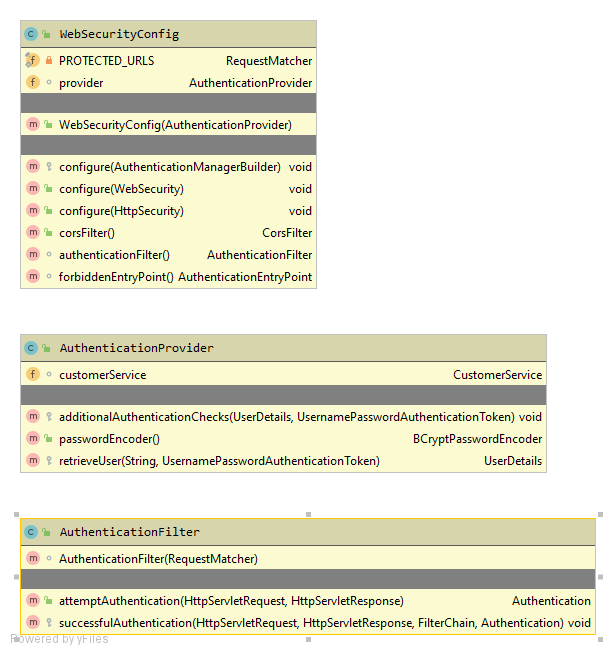 WebSecurityConfig
PROTECTED_URLS RequestMatcher
provider AuthenticationProvider
WebSecurityConfig(AuthenticationProvider)
configure(AuthenticationManagerBuilder) void
configure(WebSecurity) void
configure(HttpSecurity) void
corsFilter() CorsFilter
authenticationFilter() AuthenticationFilter
forbiddenEntryPoint() AuthenticationEntryPoint
AuthenticationProvider
customerService CustomerService
additionalAuthenticationChecks(UserDetails, UsernamePasswordAuthenticationToken) void
passwordEncoder() BCryptPasswordEncoder
retrieveUser(String, UsernamePasswordAuthenticationToken) UserDetails
AuthenticationFilter
AuthenticationFilter(RequestMatcher)
attemptAuthentication(HttpServletRequest, HttpServletResponse) Authentication
successfulAuthentication(HttpServletRequest, HttpServletResponse, FilterChain, Authentication) void
Powered by yFiles